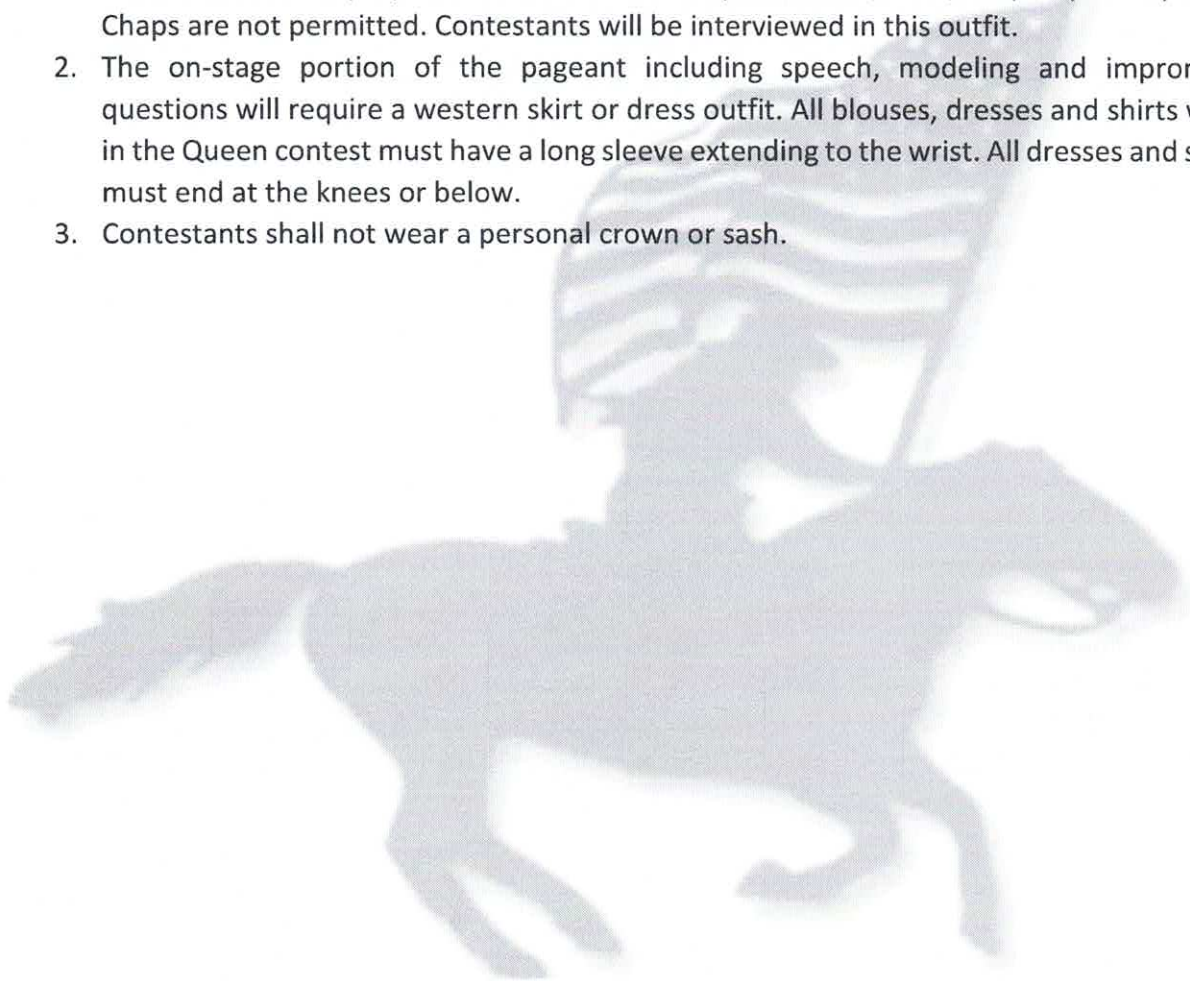 Chaps are not permitted. Contestants will be interviewed in this outfit.
2. The on-stage portion of the pageant including speech, modeling and impror
questions will require a western skirt or dress outfit. All blouses, dresses and shirts
in the Queen contest must have a long sleeve extending to the wrist. All dresses and
must end at the knees or below.
3. Contestants shall not wear a personal crown or sash.